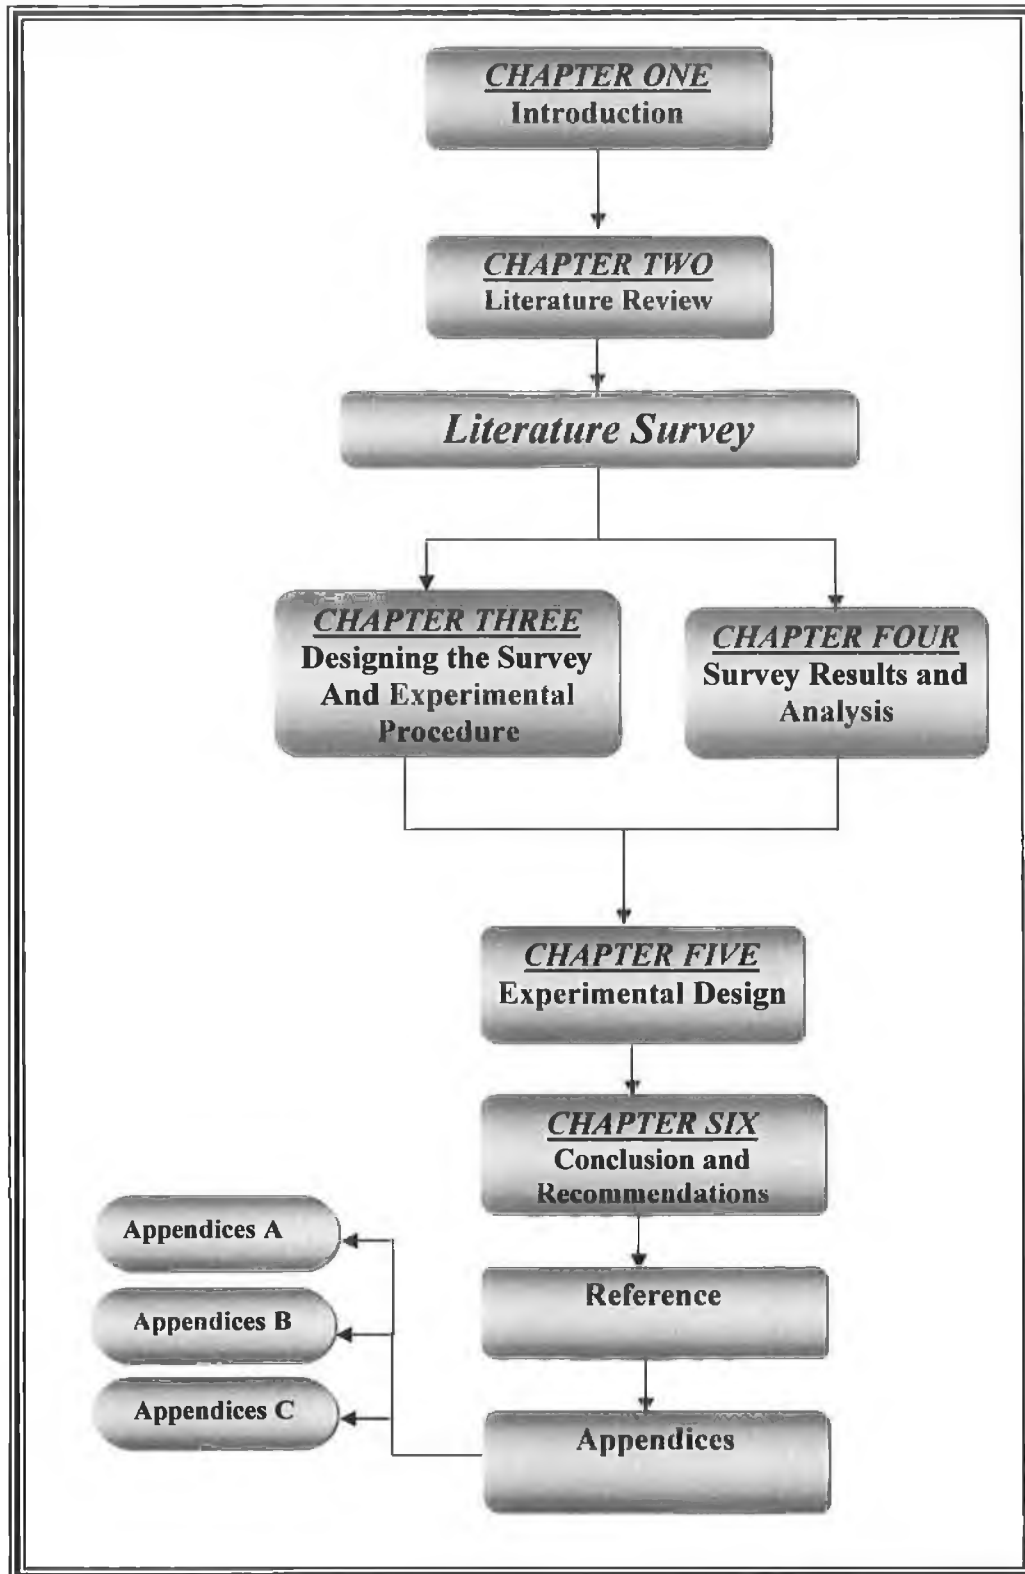 CHAPTER ONE
Introduction
CHAPTER TWO
Literature Review
Literature Survey
CHAPTER THREE
Designing the Survey
And Experimental
Procedure
CHAPTER FOUR
Survey Results and
Analysis
CHAPTER FIVE
Experimental Design
CHAPTER SIX
Conclusion and
Recommendations
Reference
Appendices
Appendices A
Appendices B
Appendices C